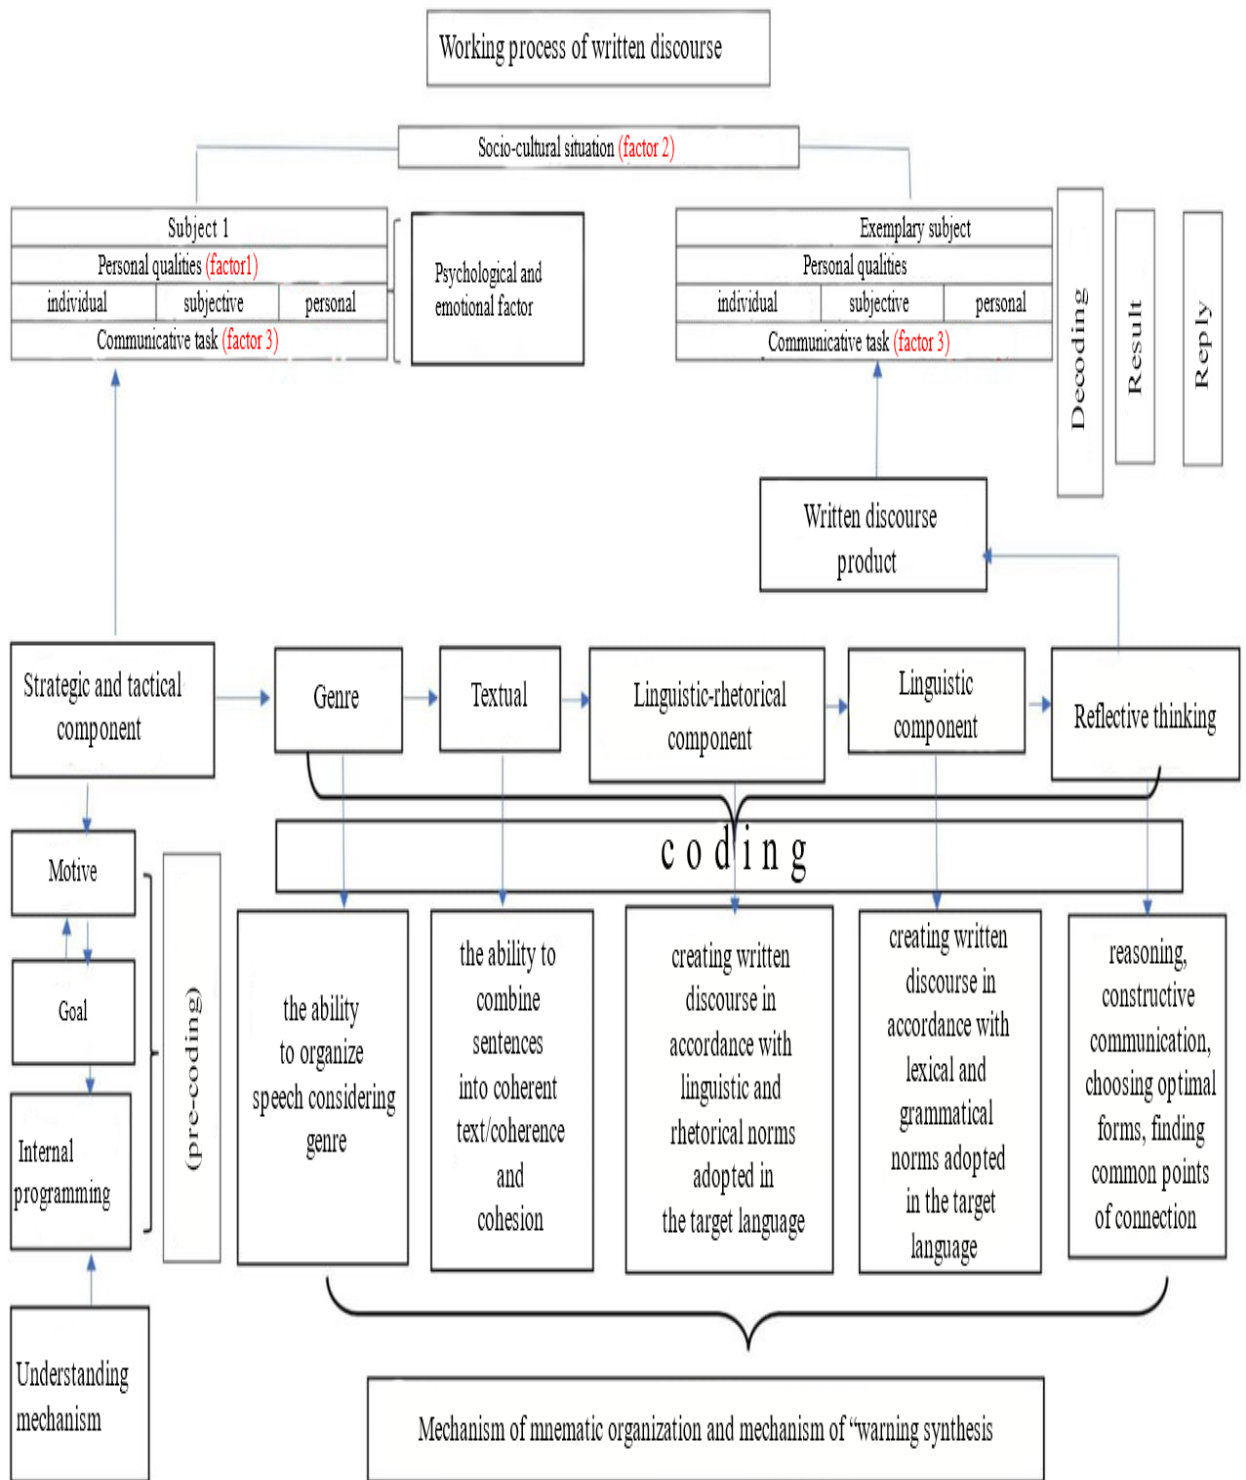 Working process of written discourse
Socio-cultural situation (factor 2)
Subject 1
Personal qualities (factor1)
individual
subjective
personal
Communicative task (factor 3)
Psychological and
emotional factor
Exemplary subject
Personal qualities
individual
subjective
personal
Communicative task (factor 3)
Decoding
Result
Reply
Written discourse
product
Strategic and tactical
component
Genre
Textual
Linguistic-rhetorical
component
Linguistic
component
Reflective thinking
coding
Motive
Goal
Internal
programming
(pre-coding)
Understanding
mechanism
the ability
to organize
speech considering
genre
the ability to
combine
sentences
into coherent
text/coherence
and
cohesion
creating written
discourse in
accordance with
linguistic and
rhetorical norms
adopted in
the target language
creating written
discourse in
accordance with
lexical and
grammatical
norms adopted
in the target
language
reasoning,
constructive
communication,
choosing optimal
forms, finding
common points
of connection
Mechanism of mnematic organization and mechanism of “warning synthesis